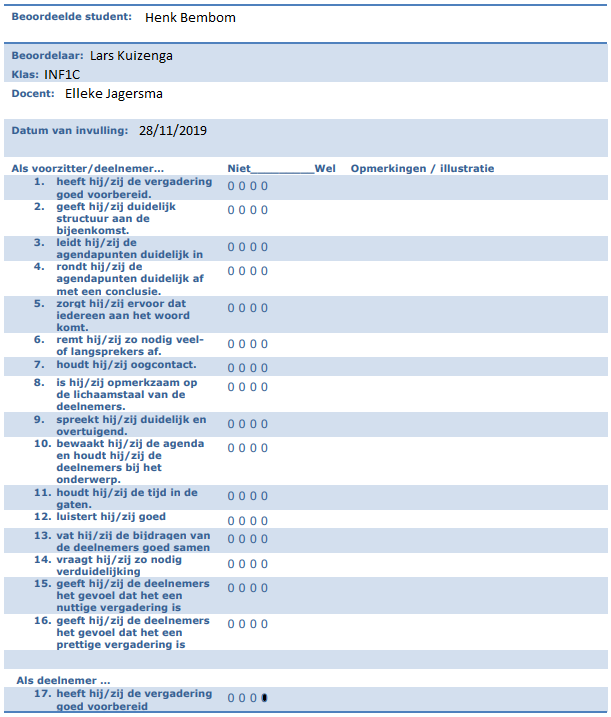 Beoordeelde student: Henk Bembom
Beoordelaar: Lars Kuizenga
Klas: INF1C
Docent: Elleke Jagersma
Datum van invulling: 28/11/2019
Als voorzitter/deelnemer... Niet__________Wel Opmerkingen / illustratie
1. heeft hij/zij de vergadering
goed voorbereid. 0 0 0 0
2. geeft hij/zij duidelijk
structuur aan de
bijeenkomst. 0 0 0 0
3. leidt hij/zij de
agendapunten duidelijk in 0 0 0 0
4. rondt hij/zij de
agendapunten duidelijk af
met een conclusie. 0 0 0 0
5. zorgt hij/zij ervoor dat
iedereen aan het woord
komt. 0 0 0 0
6. remt hij/zij zo nodig veel-
of langsprekers af. 0 0 0 0
7. houdt hij/zij oogcontact. 0 0 0 0
8. is hij/zij opmerkzaam op
de lichaamstaal van de
deelnemers. 0 0 0 0
9. spreekt hij/zij duidelijk en
overtuigend. 0 0 0 0
10. bewaakt hij/zij de agenda
en houdt hij/zij de
deelnemers bij het
onderwerp. 0 0 0 0
11. houdt hij/zij de tijd in de
gaten. 0 0 0 0
12. luistert hij/zij goed 0 0 0 0
13. vat hij/zij de bijdragen van
de deelnemers goed samen 0 0 0 0
14. vraagt hij/zij zo nodig
verduidelijking 0 0 0 0
15. geeft hij/zij de deelnemers
het gevoel dat het een
nuttige vergadering is 0 0 0 0
16. geeft hij/zij de deelnemers
het gevoel dat het een
prettige vergadering is 0 0 0 0
Als deelnemer ...
17. heeft hij/zij de vergadering
goed voorbereid 0 0 0 0